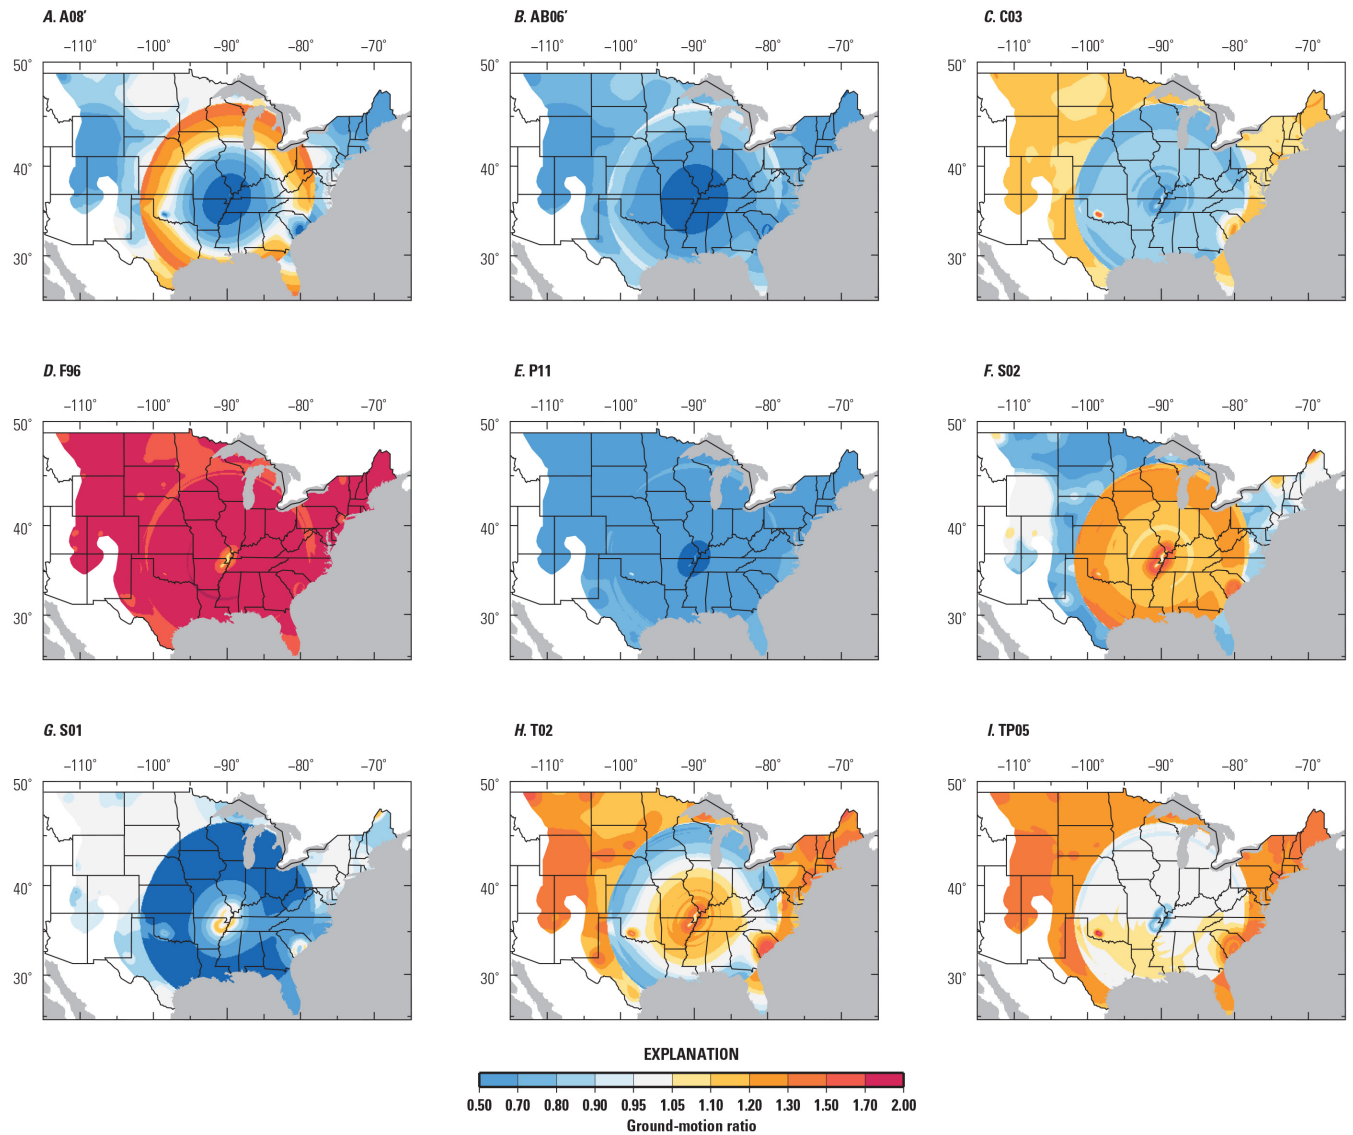 A. A08′
B. AB06′
C. C03
–110˚ –100˚ –90˚ –80˚ –70˚
–110˚ –100˚ –90˚ –80˚ –70˚
–110˚ –100˚ –90˚ –80˚ –70˚
50˚
40˚
30˚
50˚
40˚
30˚
50˚
40˚
30˚
D. F96
E. P11
F. S02
–110˚ –100˚ –90˚ –80˚ –70˚
–110˚ –100˚ –90˚ –80˚ –70˚
–110˚ –100˚ –90˚ –80˚ –70˚
50˚
40˚
30˚
50˚
40˚
30˚
50˚
40˚
30˚
G. S01
H. T02
I. TP05
–110˚ –100˚ –90˚ –80˚ –70˚
–110˚ –100˚ –90˚ –80˚ –70˚
–110˚ –100˚ –90˚ –80˚ –70˚
50˚
40˚
30˚
50˚
40˚
30˚
50˚
40˚
30˚
EXPLANATION
0.50 0.70 0.80 0.90 0.95 1.05 1.10 1.20 1.30 1.50 1.70 2.00
Ground-motion ratio